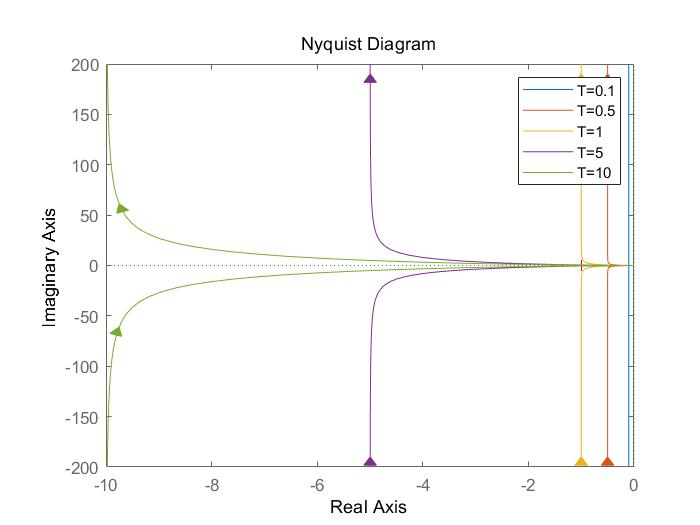 Nyquist Diagram
200
150
100
50
0
-50
-100
-150
-200
Imaginary Axis
T=0.1
T=0.5
T=1
T=5
T=10
-10 -8 -6 -4 -2 0
Real Axis